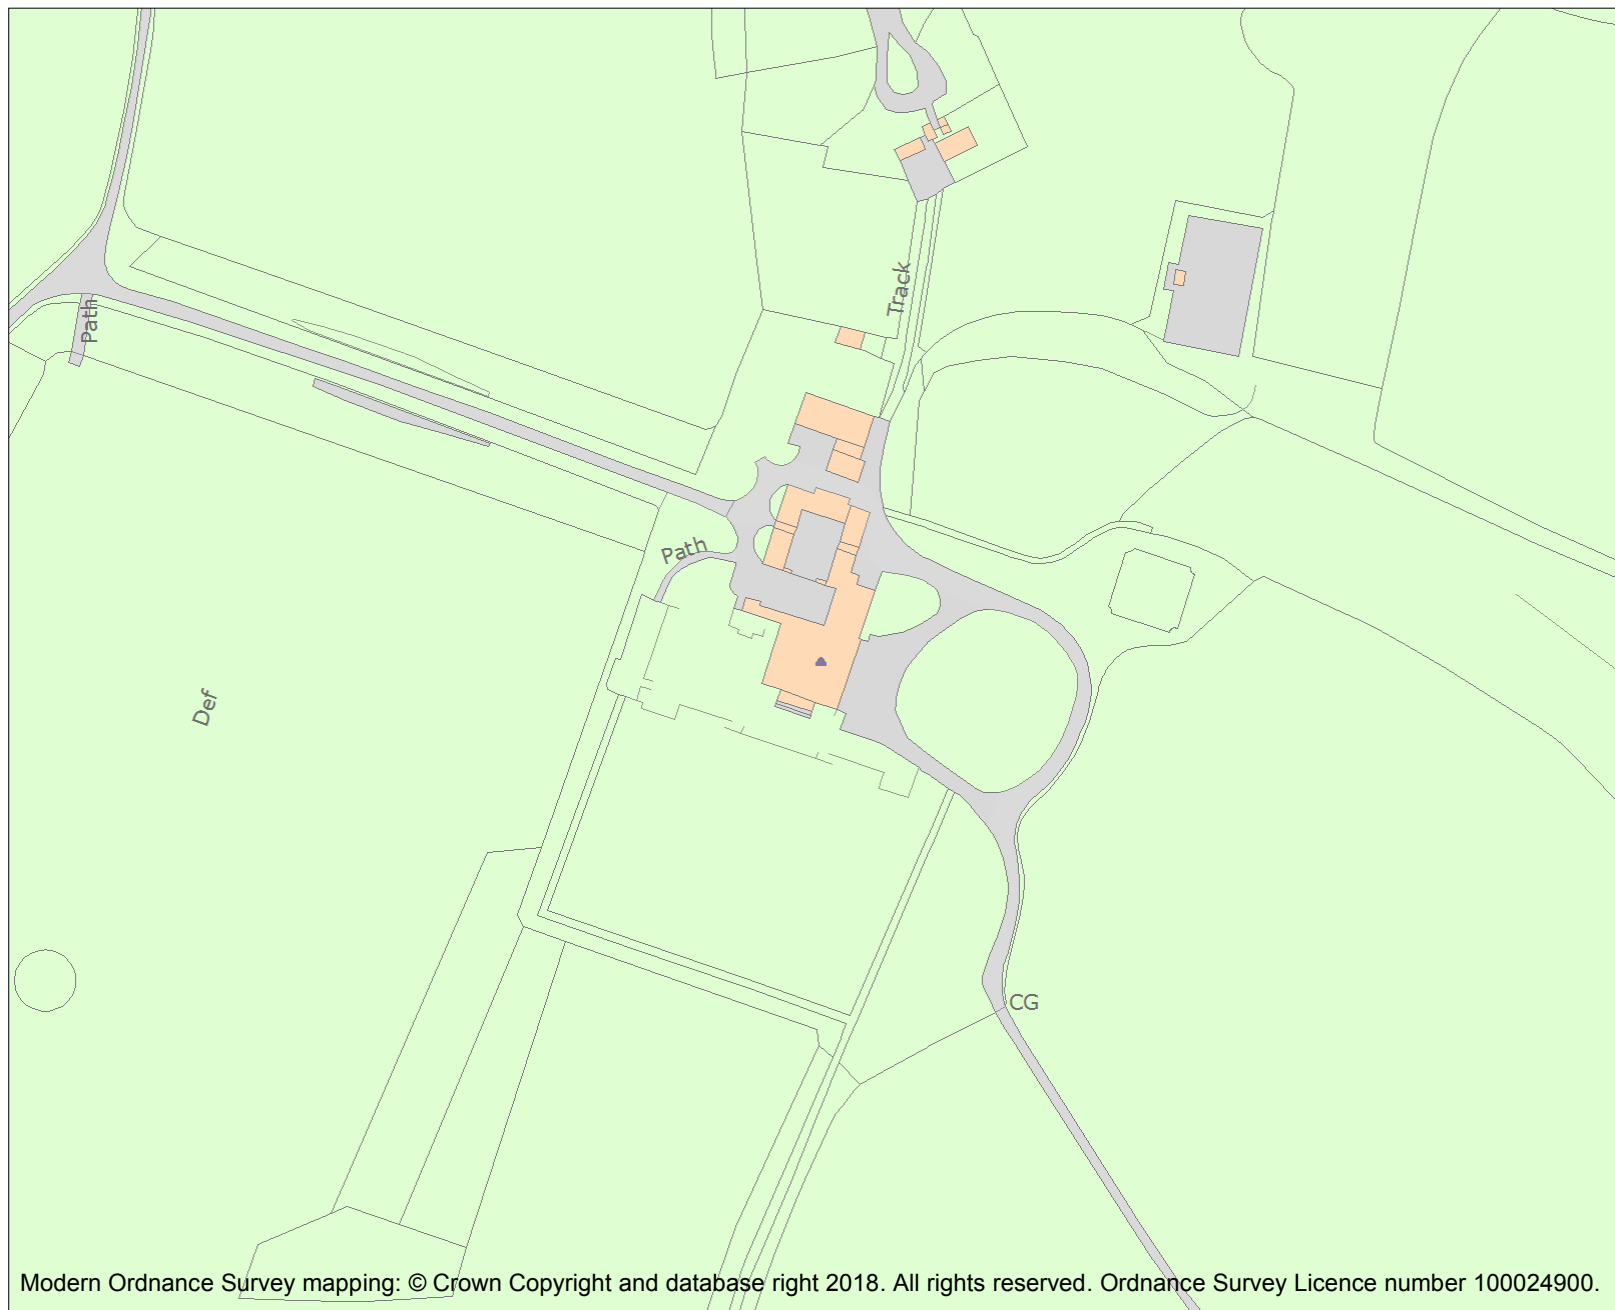 Track
Path
Path
Def
CG
Modern Ordnance Survey mapping: © Crown Copyright and database right 2018. All rights reserved. Ordnance Survey Licence number 100024900.